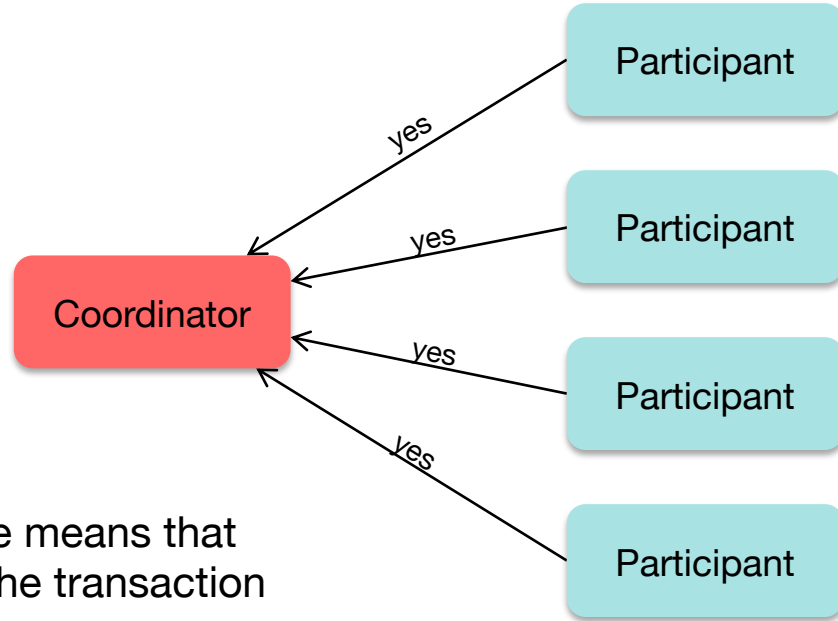 Participant
yes
Participant
yes
Coordinator
yes
Participant
yes
e means that
he transaction
Participant